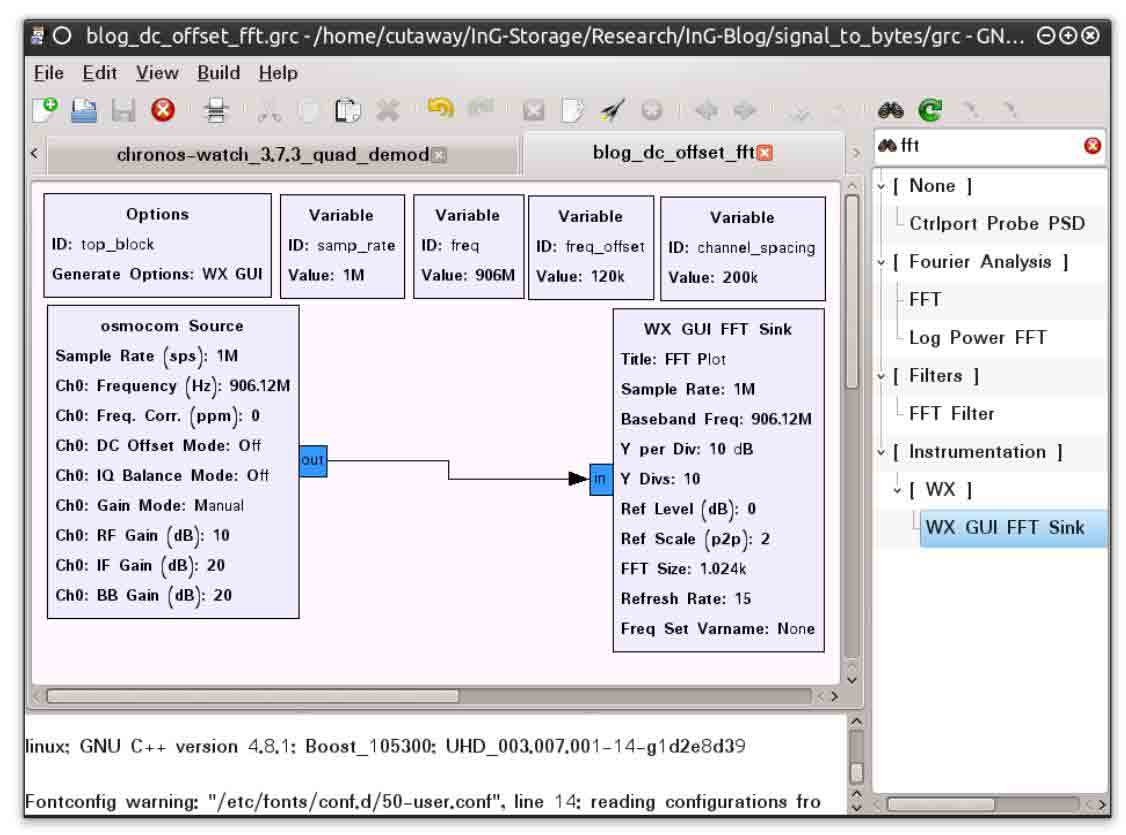 blog_dc_offset_fft.grc - /home/cutaway/InG-Storage/Research/InG-Blog/signal_to_bytes/grc - GN...
File Edit View Build Help
chronos-watch_3.7.3_quad_demod
blog_dc_offset_fft
fft
Options
ID: top_block
Generate Options: WX GUI
Variable
ID: samp_rate
Value: 1M
Variable
ID: freq
Value: 906M
Variable
ID: freq_offset
Value: 120k
Variable
ID: channel_spacing
Value: 200k
osmocom Source
Sample Rate (sps): 1M
Ch0: Frequency (Hz): 906.12M
Ch0: Freq. Corr. (ppm): 0
Ch0: DC Offset Mode: Off
Ch0: IQ Balance Mode: Off
Ch0: Gain Mode: Manual
Ch0: RF Gain (dB): 10
Ch0: IF Gain (dB): 20
Ch0: BB Gain (dB): 20
out
in
WX GUI FFT Sink
Title: FFT Plot
Sample Rate: 1M
Baseband Freq: 906.12M
Y per Div: 10 dB
Y Divs: 10
Ref Level (dB): 0
Ref Scale (p2p): 2
FFT Size: 1.024k
Refresh Rate: 15
Freq Set Varname: None
[ None ]
Ctrlport Probe PSD
[ Fourier Analysis ]
FFT
Log Power FFT
[ Filters ]
FFT Filter
[ Instrumentation ]
[ WX ]
WX GUI FFT Sink
linux; GNU C++ version 4.8.1; Boost_105300; UHD_003.007.001-14-g1d2e8d39
Fontconfig warning: "/etc/fonts/conf.d/50-user.conf", line 14: reading configurations fro